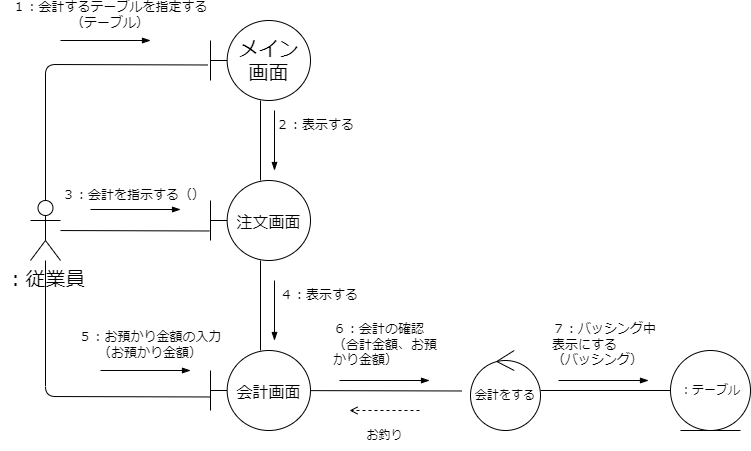 1：会計するテーブルを指定する
（テーブル）
メイン
画面
2：表示する
3：会計を指示する（）
注文画面
：従業員
4：表示する
5：お預かり金額の入力
（お預かり金額）
会計画面
6：会計の確認
（合計金額、お預
かり金額）
お釣り
会計をする
7：バッシング中
表示にする
（バッシング）
：テーブル